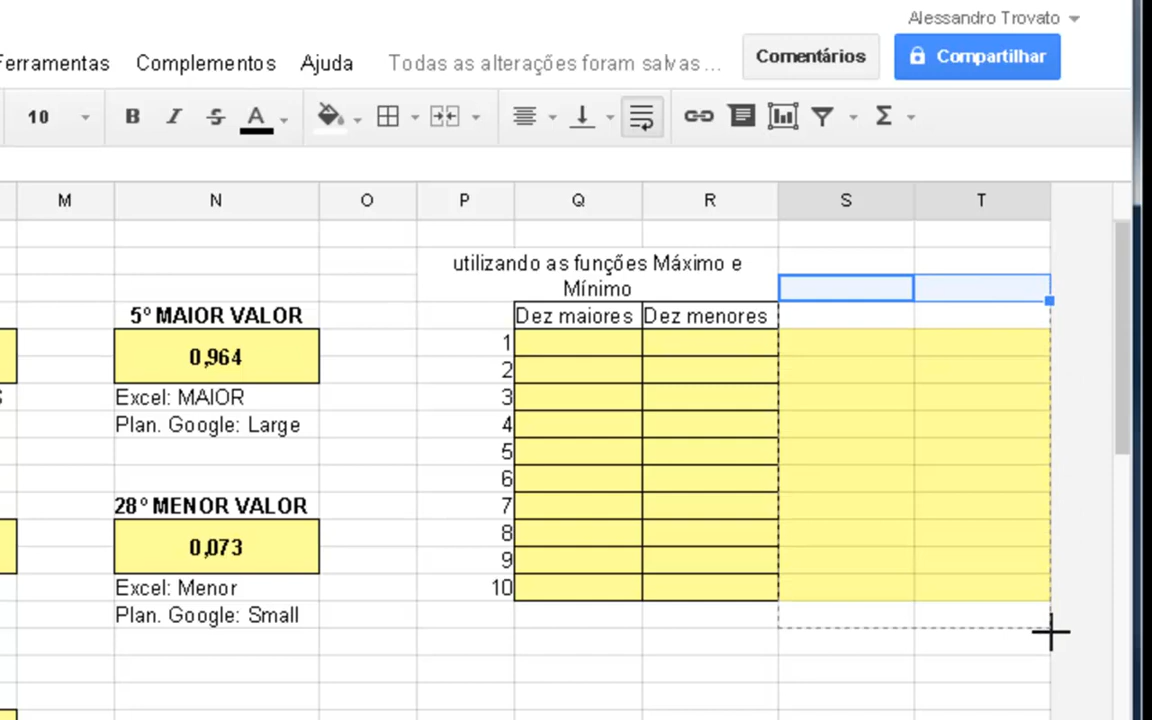 Alessandro Trovato
Ferramentas Complementos Ajuda Todas as alterações foram salvas ... Comentários Compartilhar
10 B I S A Σ
M N O P Q R S T
utilizando as funções Máximo e
Mínimo
5º MAIOR VALOR Dez maiores Dez menores
1
0,964
2
Excel: MAIOR 3
Plan. Google: Large 4
5
6
28º MENOR VALOR 7
8
0,073
9
Excel: Menor 10
Plan. Google: Small